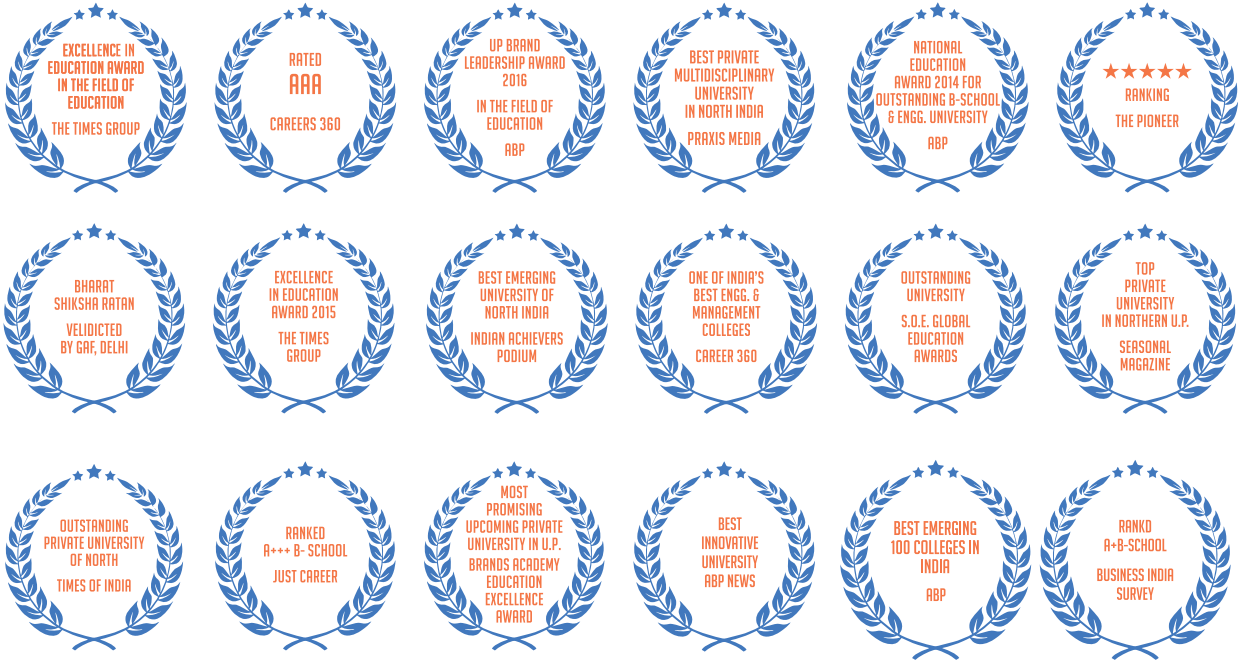 EXCELLENCE IN
EDUCATION AWARD
IN THE FIELD OF
EDUCATION
THE TIMES GROUP
RATED
AAA
CAREERS 360
UP BRAND
LEADERSHIP AWARD
2016
IN THE FIELD OF
EDUCATION
ABP
BEST PRIVATE
MULTIDISCIPLINARY
UNIVERSITY
IN NORTH INDIA
PRAXIS MEDIA
NATIONAL
EDUCATION
AWARD 2014 FOR
OUTSTANDING B-SCHOOL
& ENGG. UNIVERSITY
ABP
RANKING
THE PIONEER
BHARAT
SHIKSHA RATAN
VELIDICTED
BY GAF, DELHI
EXCELLENCE
IN EDUCATION
AWARD 2015
THE TIMES
GROUP
BEST EMERGING
UNIVERSITY OF
NORTH INDIA
INDIAN ACHIEVERS
PODIUM
ONE OF INDIA'S
BEST ENGG. &
MANAGEMENT
COLLEGES
CAREER 360
OUTSTANDING
UNIVERSITY
S.O.E. GLOBAL
EDUCATION
AWARDS
TOP
PRIVATE
UNIVERSITY
IN NORTHERN U.P.
SEASONAL
MAGAZINE
OUTSTANDING
PRIVATE UNIVERSITY
OF NORTH
TIMES OF INDIA
RANKED
A+++ B- SCHOOL
JUST CAREER
MOST
PROMISING
UPCOMING PRIVATE
UNIVERSITY IN U.P.
BRANDS ACADEMY
EDUCATION
EXCELLENCE
AWARD
BEST
INNOVATIVE
UNIVERSITY
ABP NEWS
BEST EMERGING
100 COLLEGES IN
INDIA
ABP
RANKD
A+B-SCHOOL
BUSINESS INDIA
SURVEY